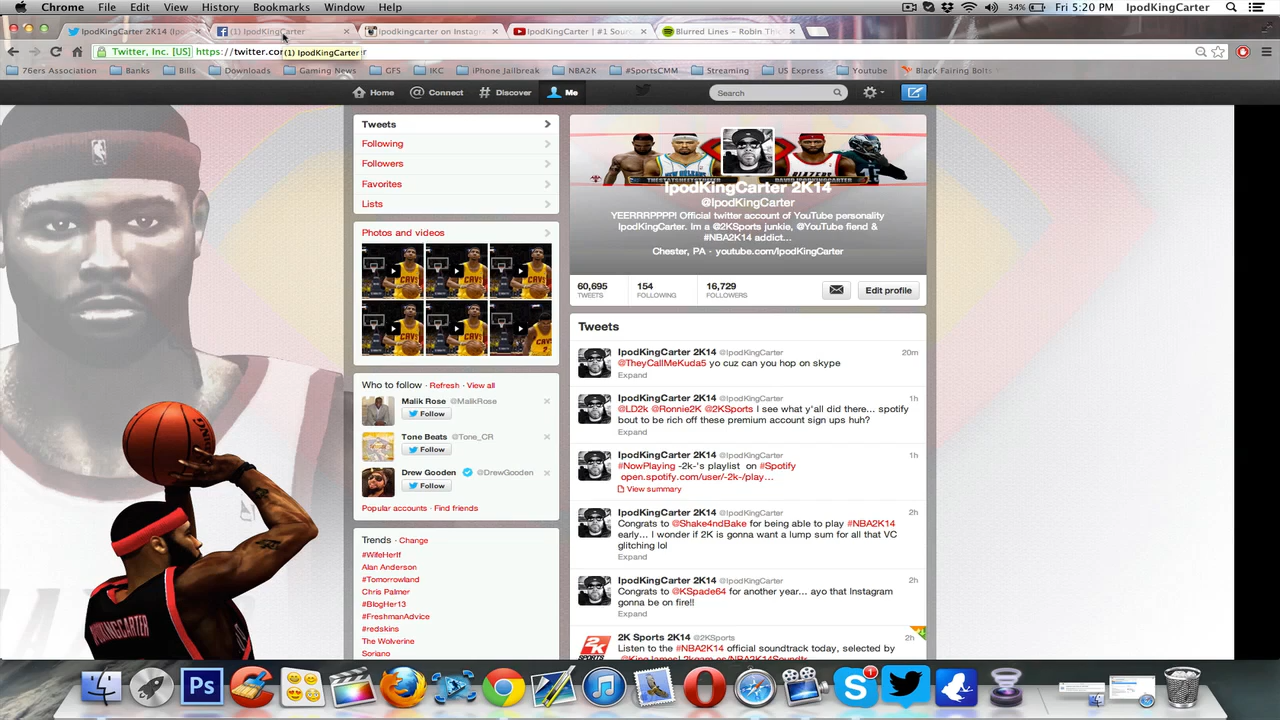 Chrome File Edit View History Bookmarks Window Help 34% Fri 5:20 PM IpodKingCarter
IpodKingCarter 2K14 (Ipo (1) IpodKingCarter ipodkingcarter on Instagr IpodKingCarter | #1 Sour Blurred Lines – Robin Thi
Twitter, Inc. [US] https://twitter.co r
(1) IpodKingCarter
76ers Association Banks Bills Downloads Gaming News GFS IKC iPhone Jailbreak NBA2K #SportsCMM Streaming US Express Youtube Black Fairing Bolts
Home Connect Discover Me Search
Tweets
Following
Followers
Favorites
Lists
Photos and videos
Who to follow · Refresh · View all
Malik Rose @MalikRose
Follow
Tone Beats @Tone_CR
Follow
Drew Gooden @DrewGooden
Follow
Popular accounts · Find friends
Trends · Change
#WifeHerIf
Alan Anderson
#Tomorrowland
Chris Palmer
#BlogHer13
#FreshmanAdvice
#redskins
The Wolverine
Soriano
IpodKingCarter 2K14
@IpodKingCarter
YEERRRPPPP! Official twitter account of YouTube personality
IpodKingCarter. Im a @2KSports junkie, @YouTube fiend &
#NBA2K14 addict...
Chester, PA · youtube.com/IpodKingCarter
60,695 154 16,729
TWEETS FOLLOWING FOLLOWERS
Edit profile
Tweets
IpodKingCarter 2K14 @IpodKingCarter 20m
@TheyCallMeKuda5 yo cuz can you hop on skype
Expand
IpodKingCarter 2K14 @IpodKingCarter 1h
@LD2k @Ronnie2K @2KSports I see what y'all did there... spotify
bout to be rich off these premium account sign ups huh?
Expand
IpodKingCarter 2K14 @IpodKingCarter 1h
#NowPlaying -2k-'s playlist on #Spotify
open.spotify.com/user/-2k-/play…
View summary
IpodKingCarter 2K14 @IpodKingCarter 2h
Congrats to @Shake4ndBake for being able to play #NBA2K14
early... I wonder if 2K is gonna want a lump sum for all that VC
glitching lol
Expand
IpodKingCarter 2K14 @IpodKingCarter 2h
Congrats to @KSpade64 for another year... ayo that Instagram
gonna be on fire!!
Expand
2K Sports 2K14 @2KSports 2h
Listen to the #NBA2K14 official soundtrack today, selected by
IPODKINGCARTER
Ps
1